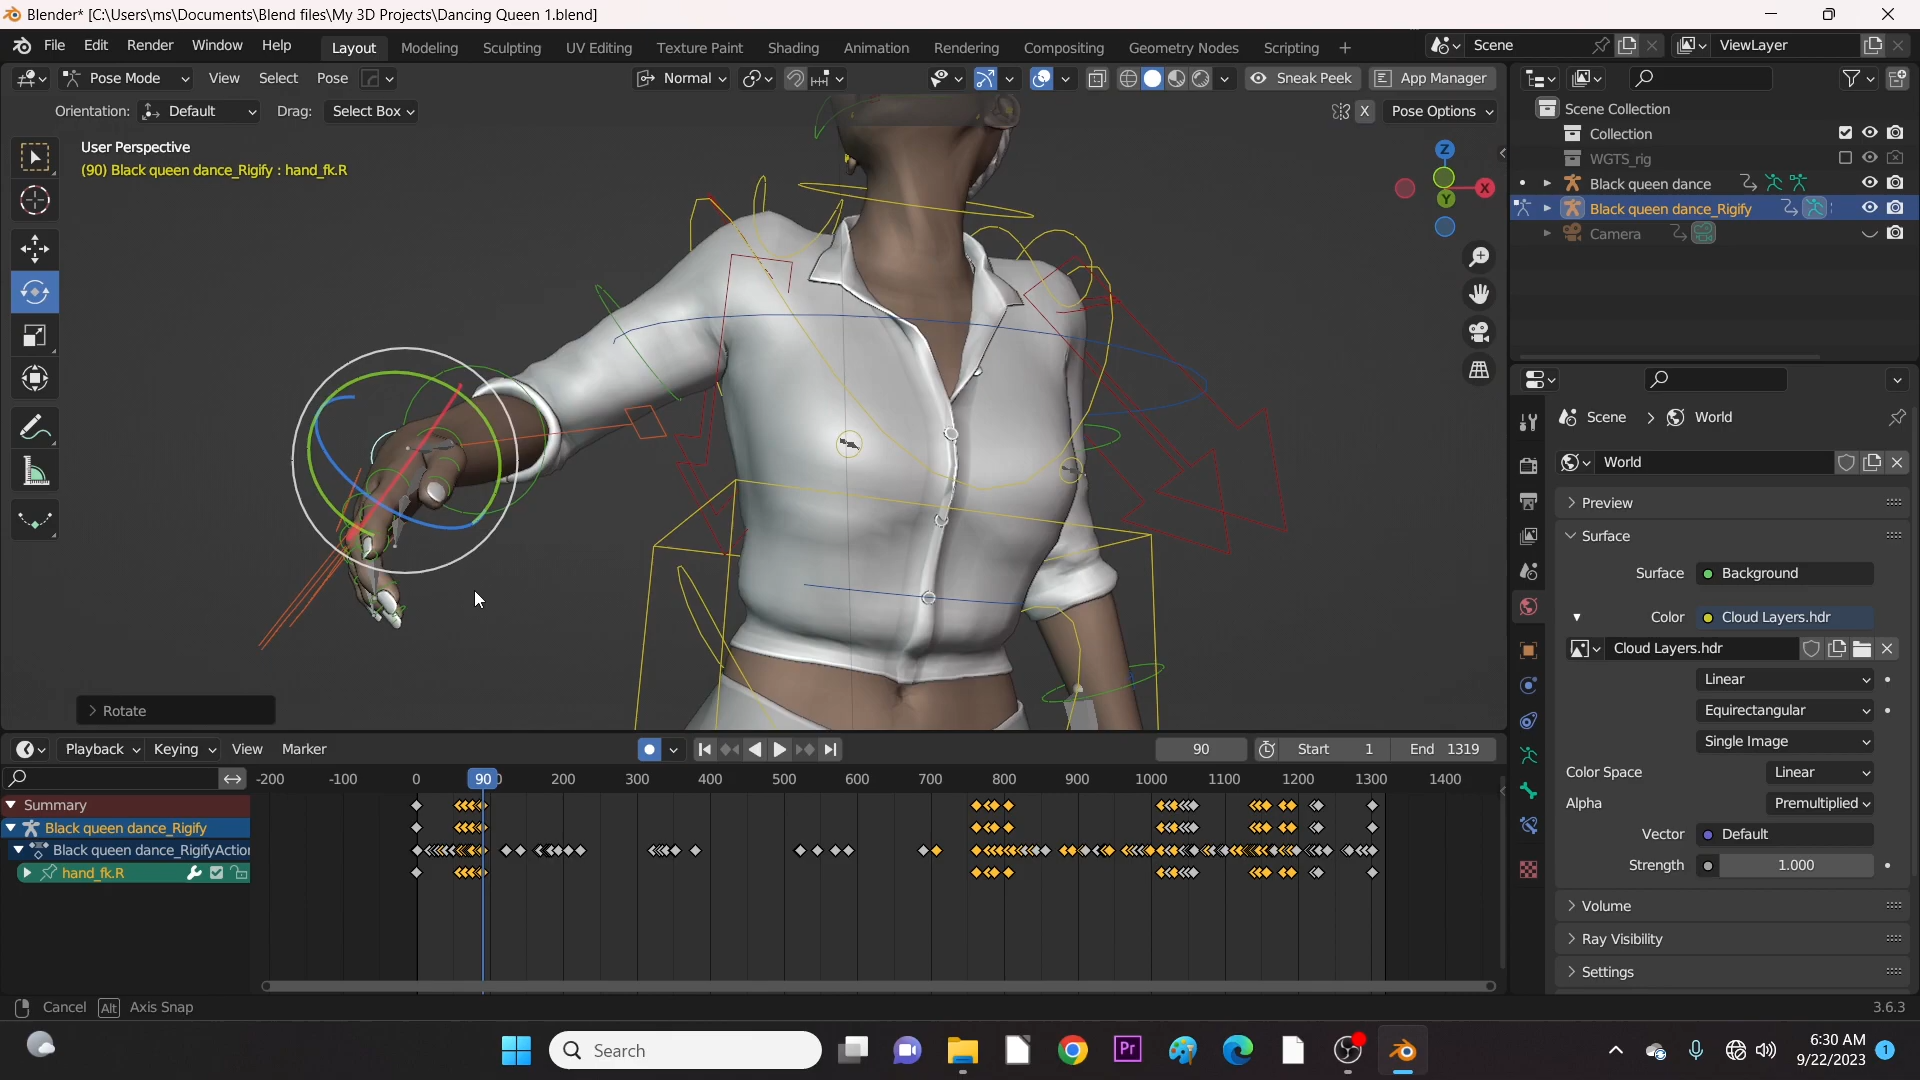 Blender* [C:\Users\ms\Documents\Blend files\My 3D Projects\Dancing Queen 1.blend]
File Edit Render Window Help
Layout Modeling Sculpting UV Editing Texture Paint Shading Animation Rendering Compositing Geometry Nodes Scripting +
Scene ViewLayer
Pose Mode View Select Pose Normal Sneak Peek App Manager
Orientation: Default Drag: Select Box X Pose Options
User Perspective
(90) Black queen dance_Rigify : hand_fk.R
Z
X
Y
Scene Collection
Collection
WGTS_rig
Black queen dance
Black queen dance_Rigify
Camera
Scene > World
World
Preview
Surface
Surface Background
Color Cloud Layers.hdr
Cloud Layers.hdr
Linear
Equirectangular
Single Image
Color Space Linear
Alpha Premultiplied
Vector Default
Strength 1.000
Volume
Ray Visibility
Settings
> Rotate
Playback Keying View Marker 90 Start 1 End 1319
-200 -100 0 90 200 300 400 500 600 700 800 900 1000 1100 1200 1300 1400
Summary
Black queen dance_Rigify
Black queen dance_RigifyAction
hand_fk.R
Cancel Alt Axis Snap 3.6.3
Search
Pr
6:30 AM
9/22/2023
1